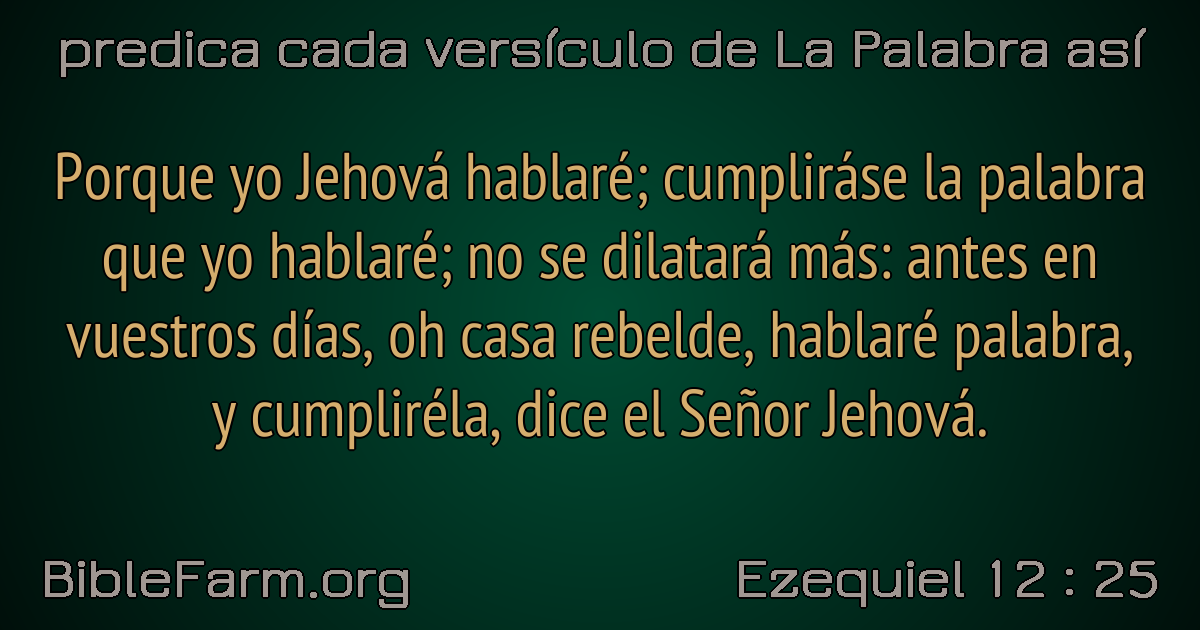 predica cada versículo de La Palabra así
Porque yo Jehová hablaré; cumpliráse la palabra
que yo hablaré; no se dilatará más: antes en
vuestros días, oh casa rebelde, hablaré palabra,
y cumpliréla, dice el Señor Jehová.
BibleFarm.org
Ezequiel 12 : 25